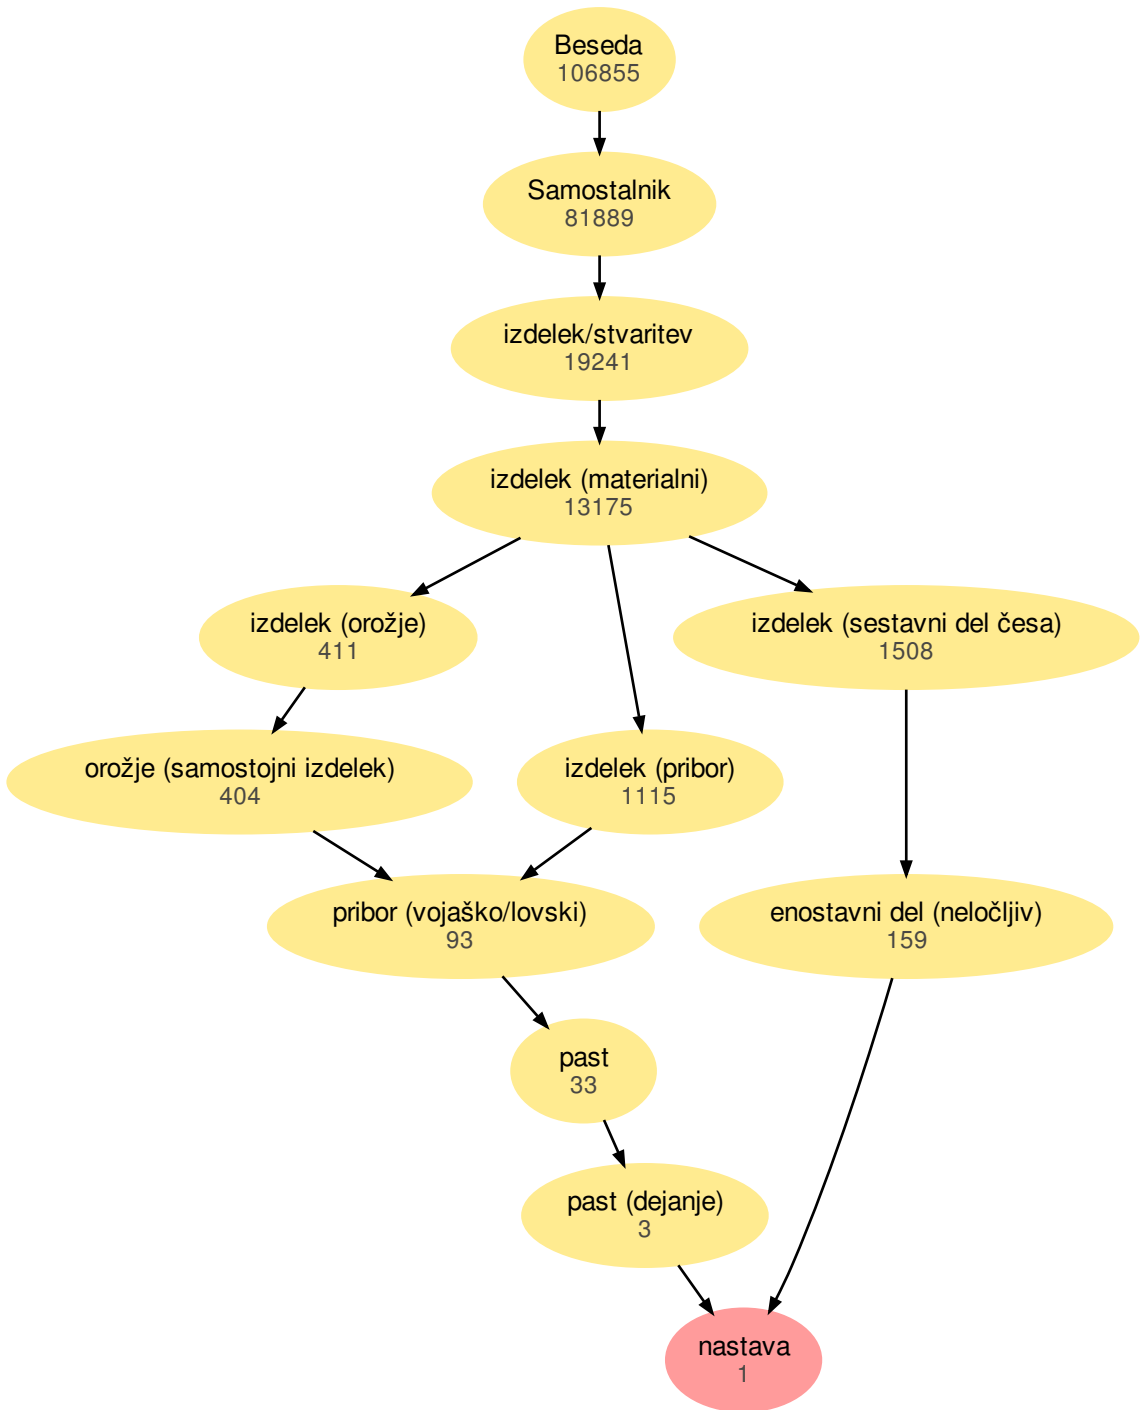 Beseda
106855
Samostalnik
81889
izdelek/stvaritev
19241
izdelek (materialni)
13175
izdelek (orožje)
411
izdelek (sestavni del česa)
1508
orožje (samostojni izdelek)
404
izdelek (pribor)
1115
pribor (vojaško/lovski)
93
enostavni del (neločljiv)
159
past
33
past (dejanje)
3
nastava
1